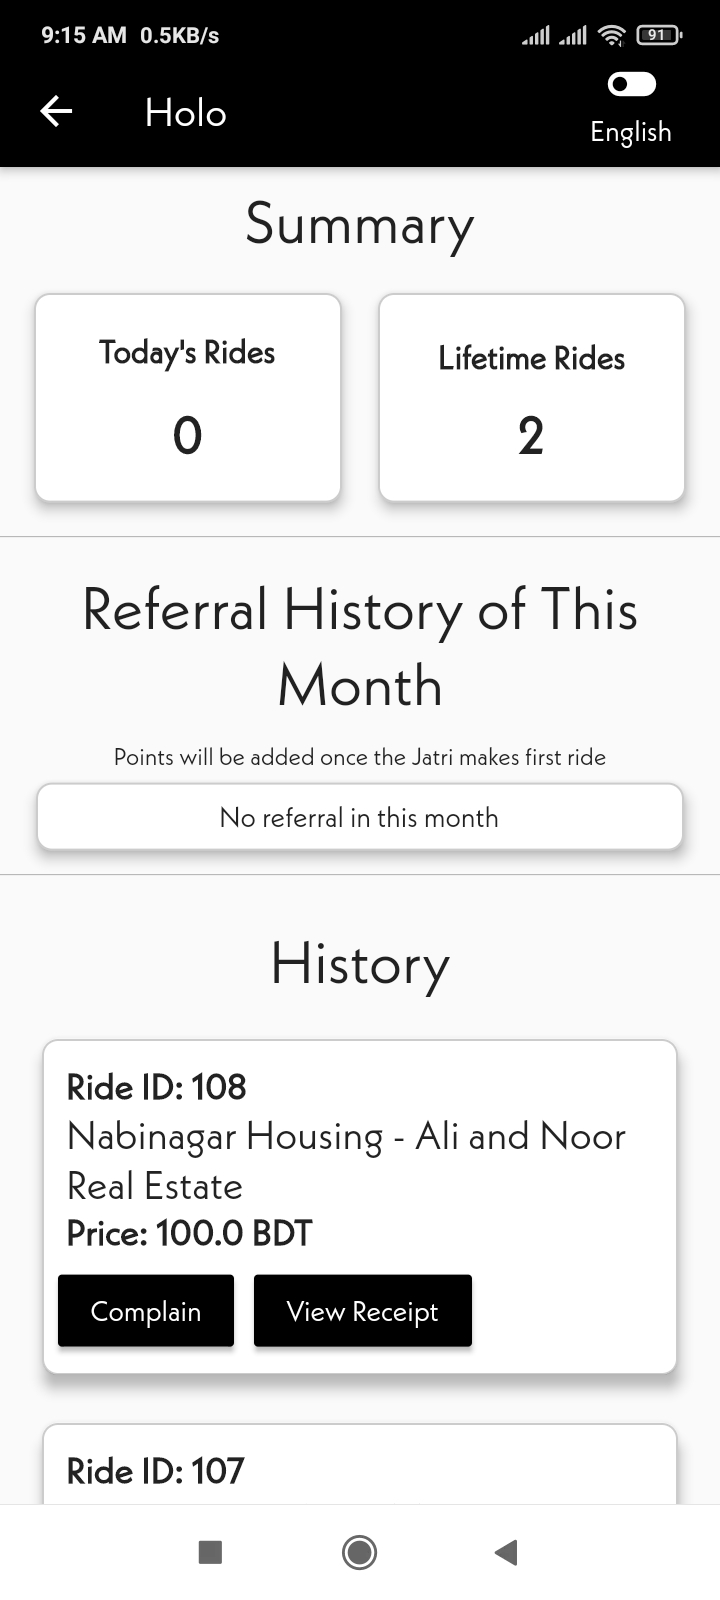 9:15 AM 0.5KB/s
91
Holo
English
Summary
Today's Rides
Lifetime Rides
0
2
Referral History of This
Month
Points will be added once the Jatri makes first ride
No referral in this month
History
Ride ID: 108
Nabinagar Housing - Ali and Noor
Real Estate
Price: 100.0 BDT
Complain
View Receipt
Ride ID: 107